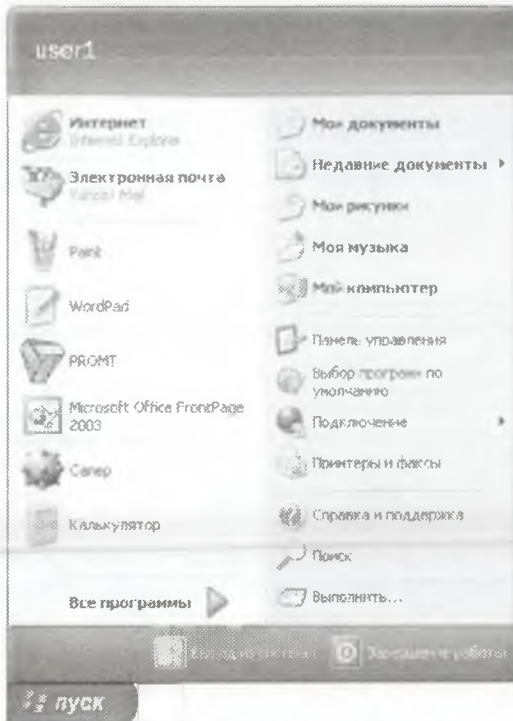 user1
Интернет
Internet Explorer
Электронная почта
Yahoo! Mail
Paint
WordPad
PROMT
Microsoft Office FrontPage
2003
Сапер
Калькулятор
Все программы
Мои документы
Недавние документы
Мои рисунки
Моя музыка
Мой компьютер
Панель управления
Выбор программ по
умолчанию
Подключение
Принтеры и факсы
Справка и поддержка
Поиск
Выполнить...
Выход из системы
Завершение работы
пуск